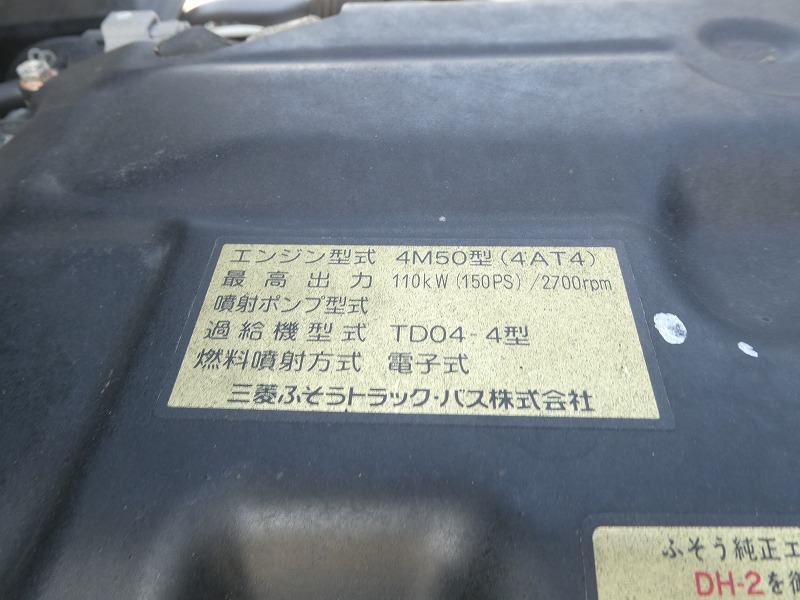 エンジン型式 4M50型(4AT4)
最高出力 110kW(150PS)/2700rpm
噴射ポンプ型式
過給機型式 TD04-4型
燃料噴射方式 電子式
三菱ふそうトラック・バス株式会社
ふそう純正エ
DH-2を